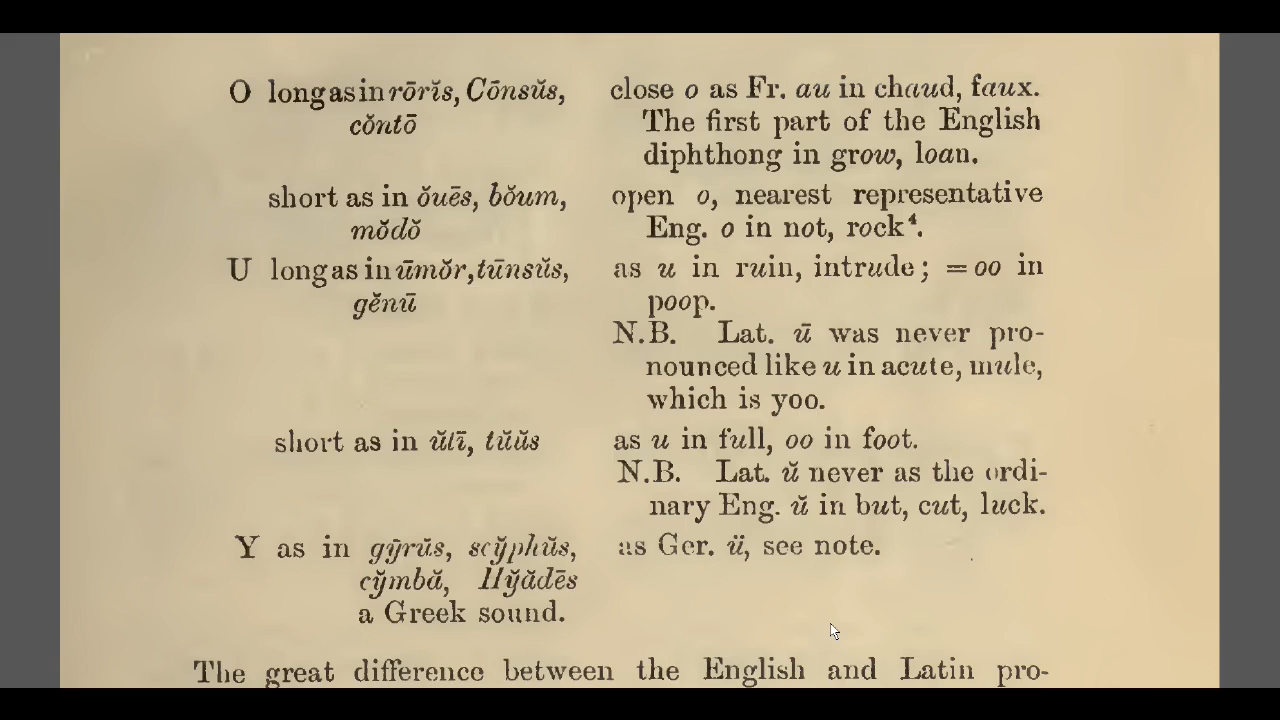 O long as in rōrĭs, Cōnsŭs, close o as Fr. au in chaud, faux.
cŏntō The first part of the English
diphthong in grow, loan.
short as in ŏuēs, bŏum, open o, nearest representative
mŏdŏ Eng. o in not, rock⁴.
U long as in ūmŏr, tūnsŭs, as u in ruin, intrude; = oo in
gĕnū poop.
N.B. Lat. ū was never pro-
nounced like u in acute, mule,
which is yoo.
short as in ŭtī, tŭŭs as u in full, oo in foot.
N.B. Lat. ŭ never as the ordi-
nary Eng. ŭ in but, cut, luck.
Y as in gȳrŭs, scy̆phŭs, as Ger. ü, see note.
cy̆mbă, Hy̆ădēs
a Greek sound.
The great difference between the English and Latin pro-